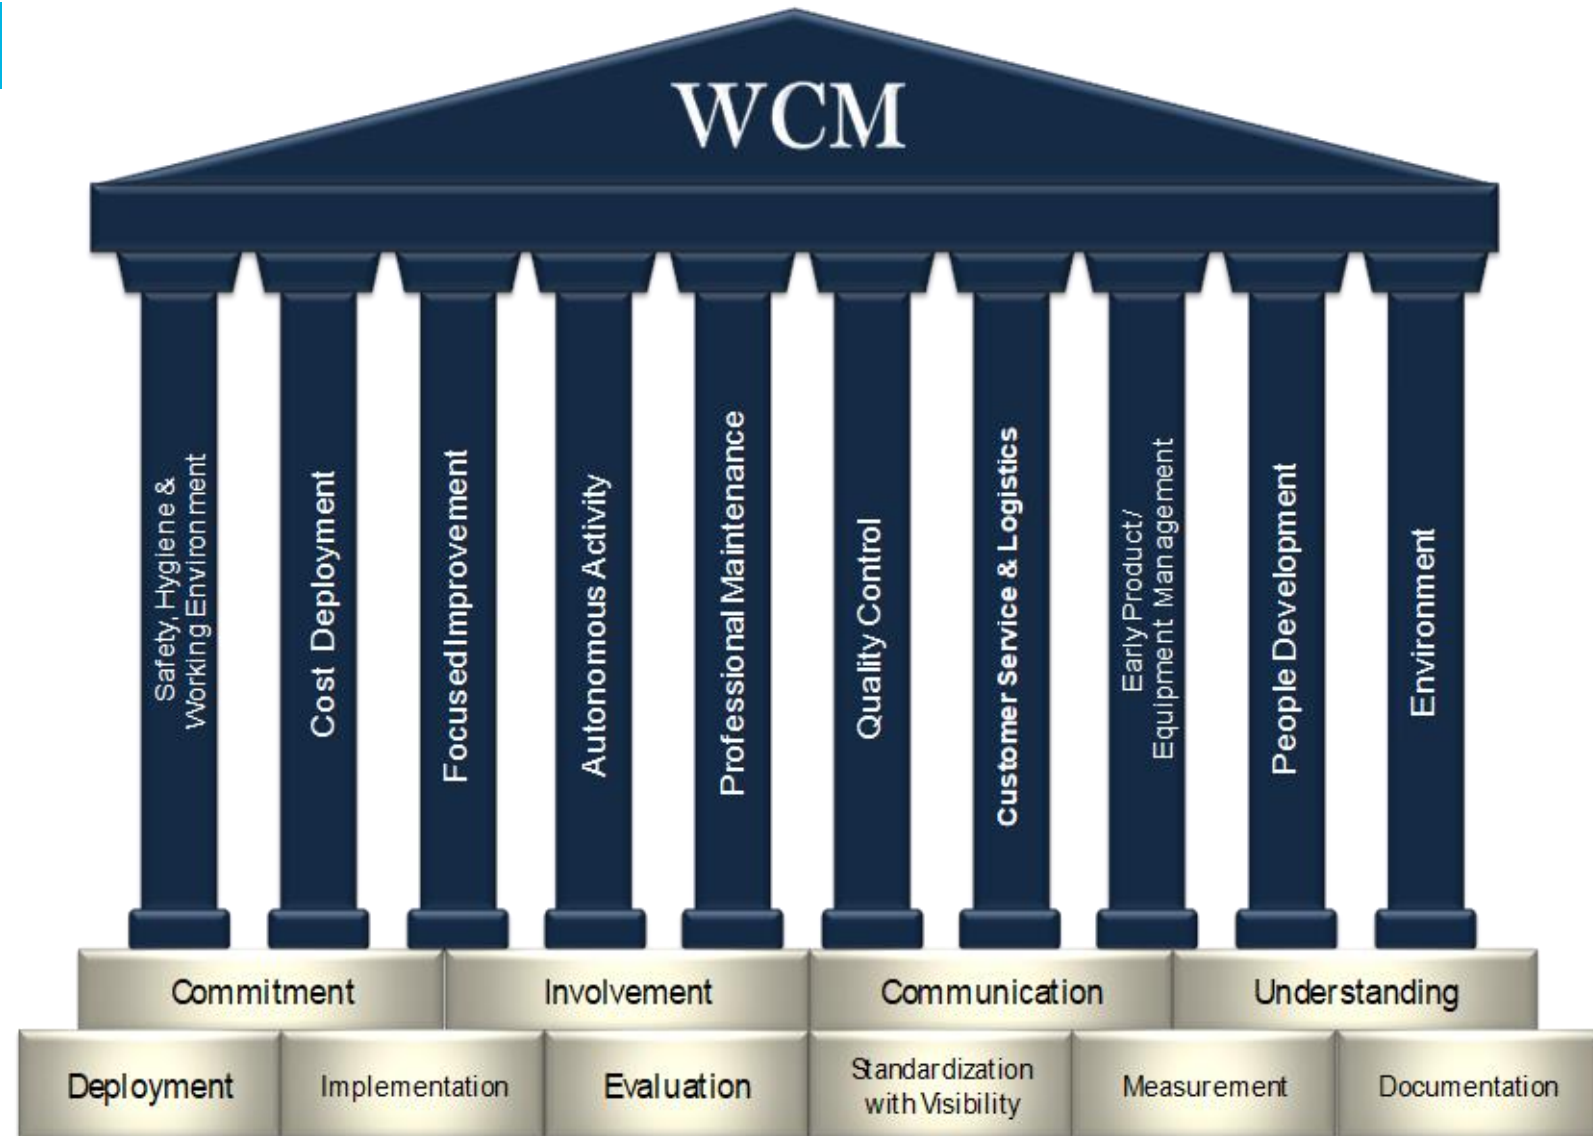 WCM
Safety, Hygiene &
Working Environment
Cost Deployment
Focused Improvement
Autonomous Activity
Professional Maintenance
Quality Control
Customer Service & Logistics
Early Product/
Equipment Management
People Development
Environment
Commitment
Involvement
Communication
Understanding
Deployment
Implementation
Evaluation
Standardization
with Visibility
Measurement
Documentation